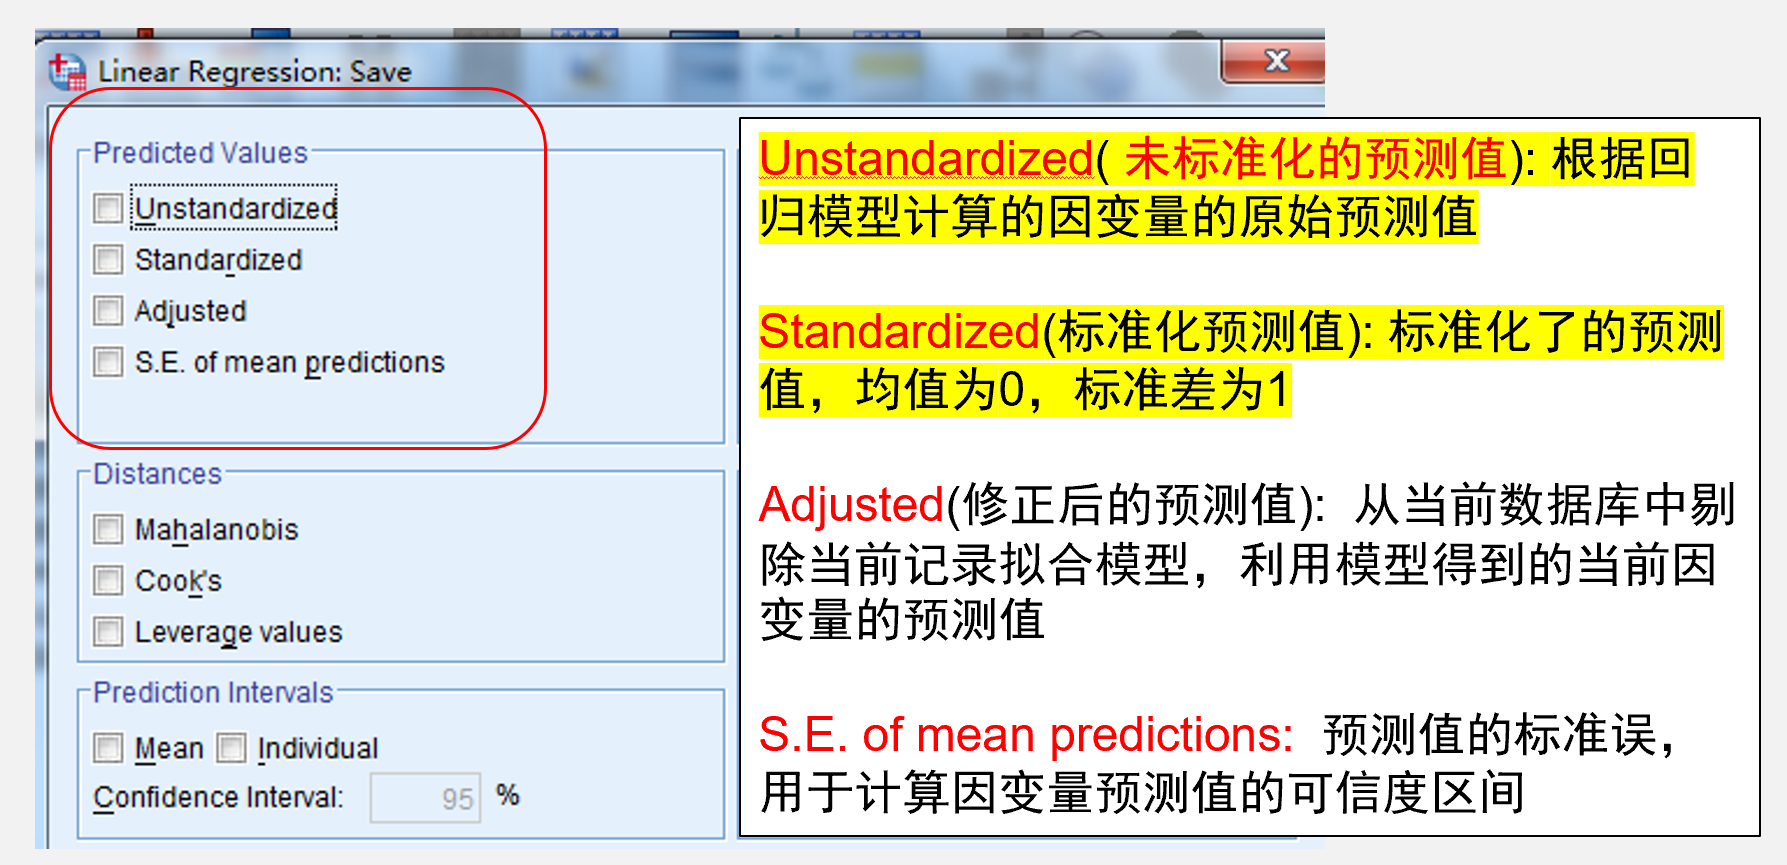 Linear Regression: Save
Predicted Values
Unstandardized
Standardized
Adjusted
S.E. of mean predictions
Distances
Mahalanobis
Cook's
Leverage values
Prediction Intervals
Mean Individual
Confidence Interval: 95 %
Unstandardized( 未标准化的预测值): 根据回
归模型计算的因变量的原始预测值
Standardized(标准化预测值): 标准化了的预测
值，均值为0，标准差为1
Adjusted(修正后的预测值): 从当前数据库中剔
除当前记录拟合模型，利用模型得到的当前因
变量的预测值
S.E. of mean predictions: 预测值的标准误，
用于计算因变量预测值的可信度区间